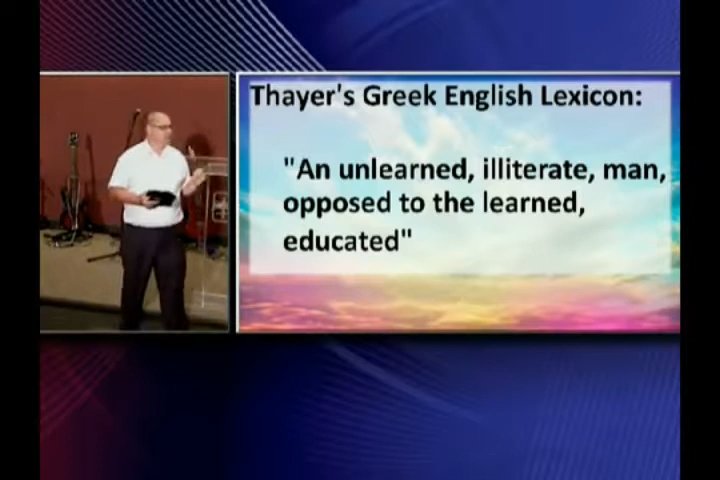 Thayer's Greek English Lexicon:
"An unlearned, illiterate, man,
opposed to the learned,
educated"